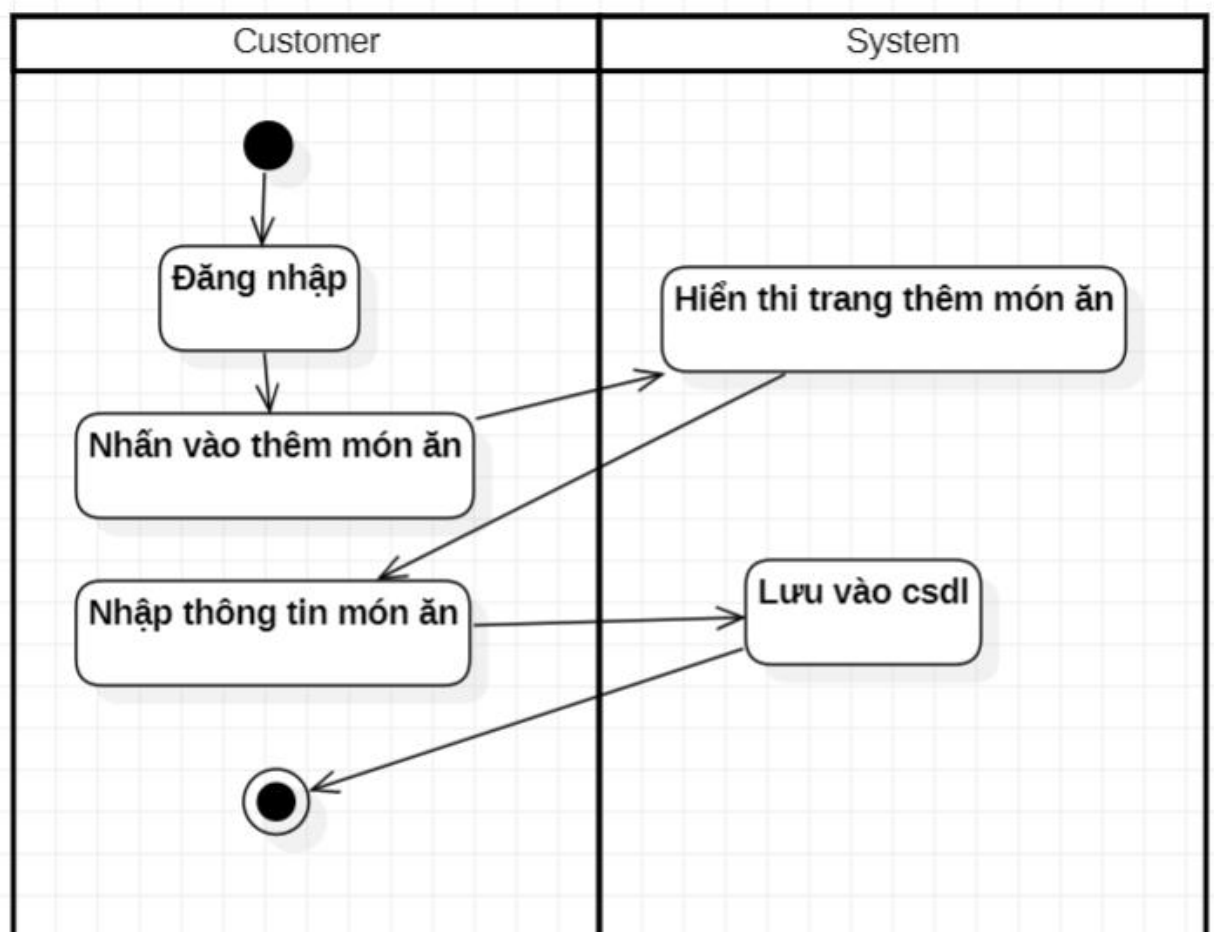 Customer
System
Đăng nhập
Hiển thi trang thêm món ăn
Nhấn vào thêm món ăn
Nhập thông tin món ăn
Lưu vào csdl